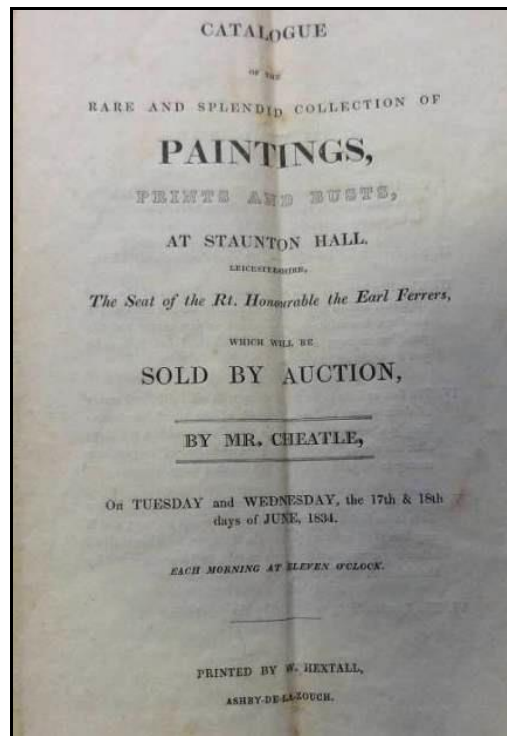 CATALOGUE
OF THE
RARE AND SPLENDID COLLECTION OF
PAINTINGS,
PRINTS AND BUSTS,
AT STAUNTON HALL,
LEICESTERSHIRE,
The Seat of the Rt. Honourable the Earl Ferrers,
WHICH WILL BE
SOLD BY AUCTION,
BY MR. CHEATLE,
On TUESDAY and WEDNESDAY, the 17th & 18th
days of JUNE, 1834.
EACH MORNING AT ELEVEN O'CLOCK.
PRINTED BY W. HEXTALL,
ASHBY-DE-LA-ZOUCH.